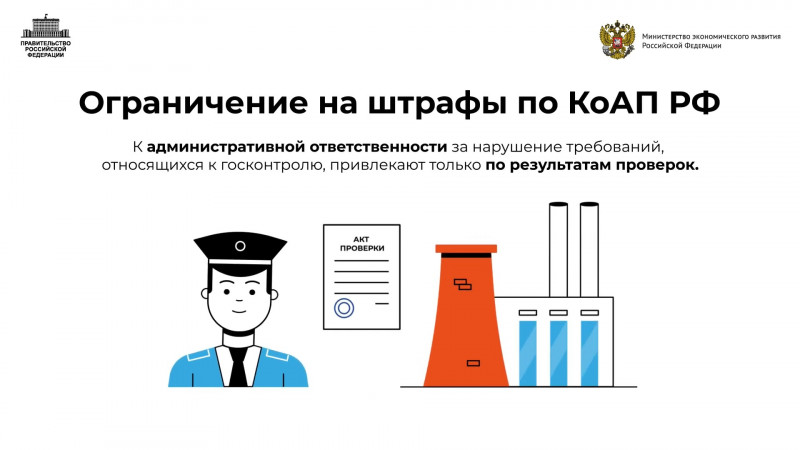 ПРАВИТЕЛЬСТВО
РОССИЙСКОЙ
ФЕДЕРАЦИИ
Министерство экономического развития
Российской Федерации
Ограничение на штрафы по КоАП РФ
К административной ответственности за нарушение требований,
относящихся к госконтролю, привлекают только по результатам проверок.
АКТ
ПРОВЕРКИ